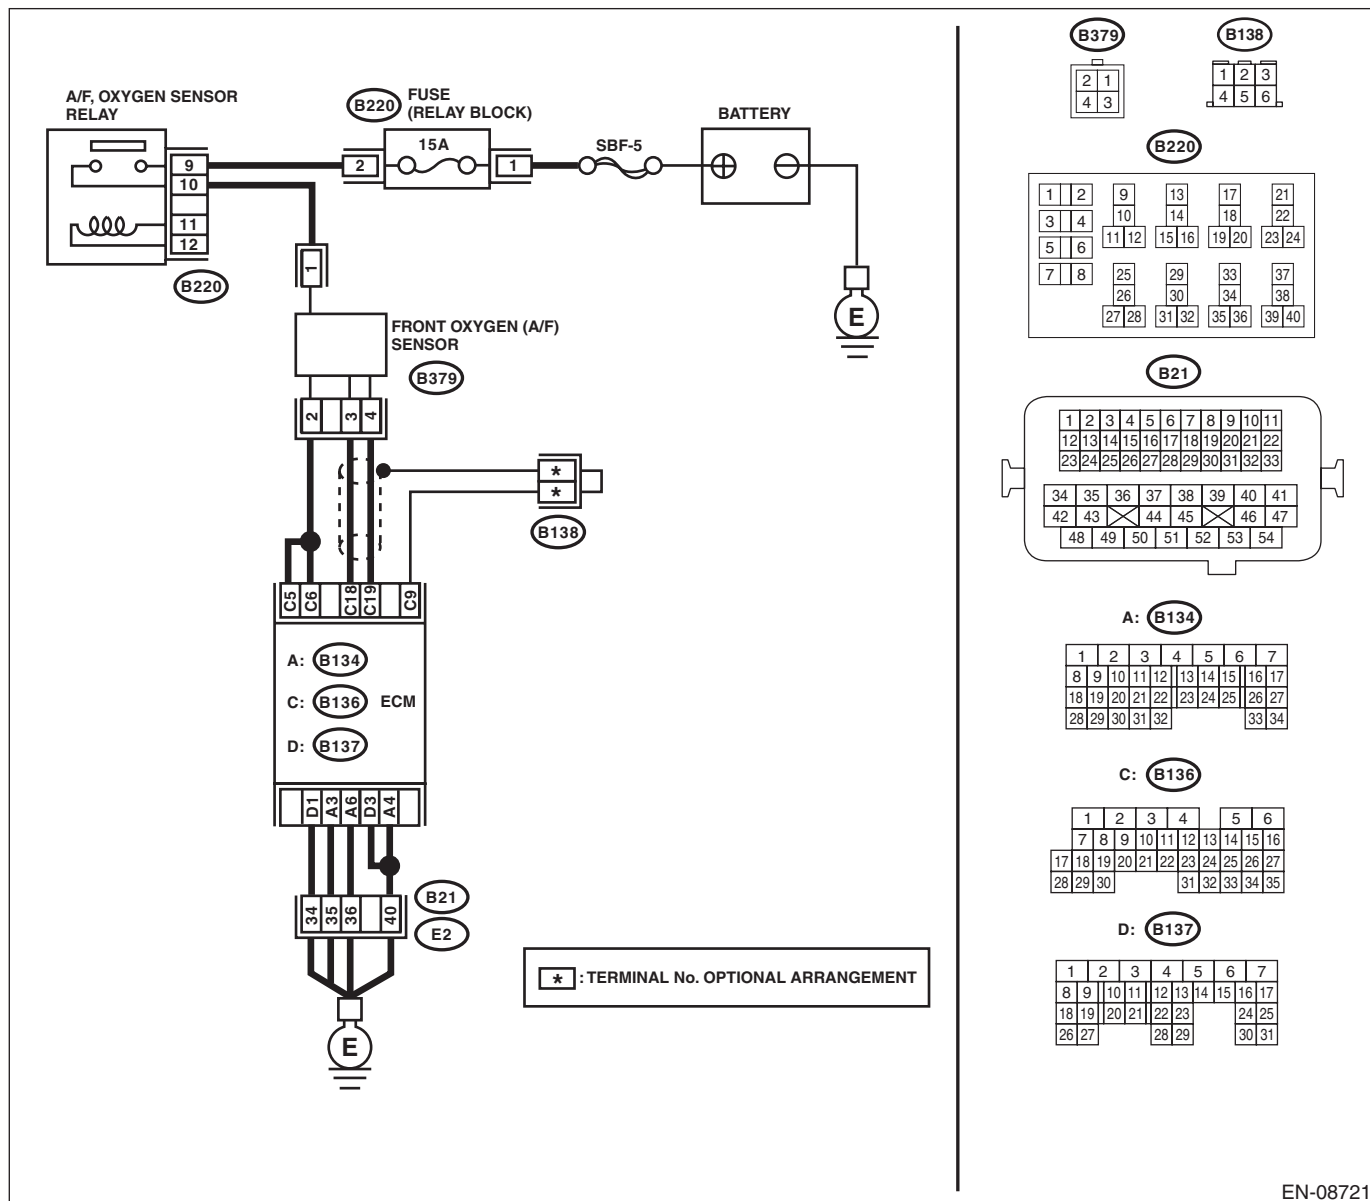 A/F, OXYGEN SENSOR
RELAY
B220
FUSE
(RELAY BLOCK)
15A
SBF-5
BATTERY
9
10
11
12
2
1
B220
1
E
FRONT OXYGEN (A/F)
SENSOR
B379
2 3 4
*
*
B138
C5 C6 C18 C19 C9
A: B134
C: B136 ECM
D: B137
D1 A3 A6 D3 A4
34 35 36 40
B21
E2
E
* : TERMINAL No. OPTIONAL ARRANGEMENT
B379
2 1
4 3
B138
1 2 3
4 5 6
B220
1 2 9 13 17 21
3 4 10 14 18 22
11 12 15 16 19 20 23 24
5 6
7 8 25 29 33 37
26 30 34 38
27 28 31 32 35 36 39 40
B21
1 2 3 4 5 6 7 8 9 10 11
12 13 14 15 16 17 18 19 20 21 22
23 24 25 26 27 28 29 30 31 32 33
34 35 36 37 38 39 40 41
42 43 44 45 46 47
48 49 50 51 52 53 54
A: B134
1 2 3 4 5 6 7
8 9 10 11 12 13 14 15 16 17
18 19 20 21 22 23 24 25 26 27
28 29 30 31 32 33 34
C: B136
1 2 3 4 5 6
7 8 9 10 11 12 13 14 15 16
17 18 19 20 21 22 23 24 25 26 27
28 29 30 31 32 33 34 35
D: B137
1 2 3 4 5 6 7
8 9 10 11 12 13 14 15 16 17
18 19 20 21 22 23 24 25
26 27 28 29 30 31
EN-08721